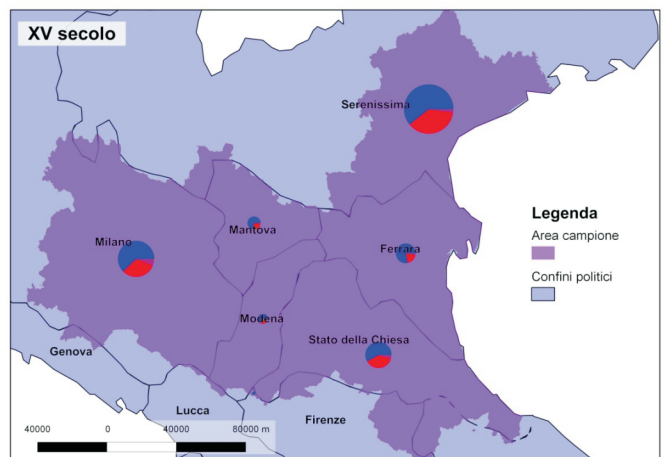 XV secolo
Serenissima
Legenda
Area campione
Confini politici
Mantova
Milano
Ferrara
Modena
Stato della Chiesa
Genova
Lucca
Firenze
40000 0 40000 80000 m